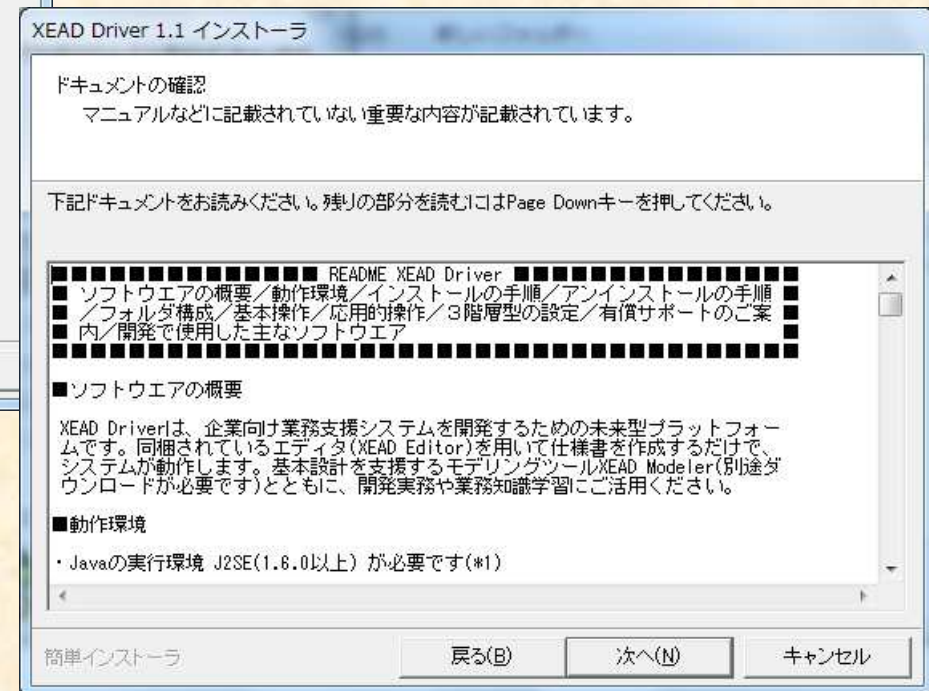 XEAD Driver 1.1 インストーラ
ドキュメントの確認
マニュアルなどに記載されていない重要な内容が記載されています。
下記ドキュメントをお読みください。残りの部分を読むにはPage Downキーを押してください。
■■■■■■■■■■■■■■ README XEAD Driver ■■■■■■■■■■■■■■■
■ ソフトウエアの概要／動作環境／インストールの手順／アンインストールの手順 ■
■ ／フォルダ構成／基本操作／応用的操作／３階層型の設定／有償サポートのご案 ■
■ 内／開発で使用した主なソフトウエア ■
■■■■■■■■■■■■■■■■■■■■■■■■■■■■■■■■■■■■■■■
■ソフトウエアの概要
XEAD Driverは、企業向け業務支援システムを開発するための未来型プラットフォー
ムです。同梱されているエディタ(XEAD Editor)を用いて仕様書を作成するだけで、
システムが動作します。基本設計を支援するモデリングツールXEAD Modeler(別途ダ
ウンロードが必要です)とともに、開発実務や業務知識学習にご活用ください。
■動作環境
・Javaの実行環境 J2SE(1.6.0以上) が必要です(*1)
簡単インストーラ
戻る(B)
次へ(N)
キャンセル